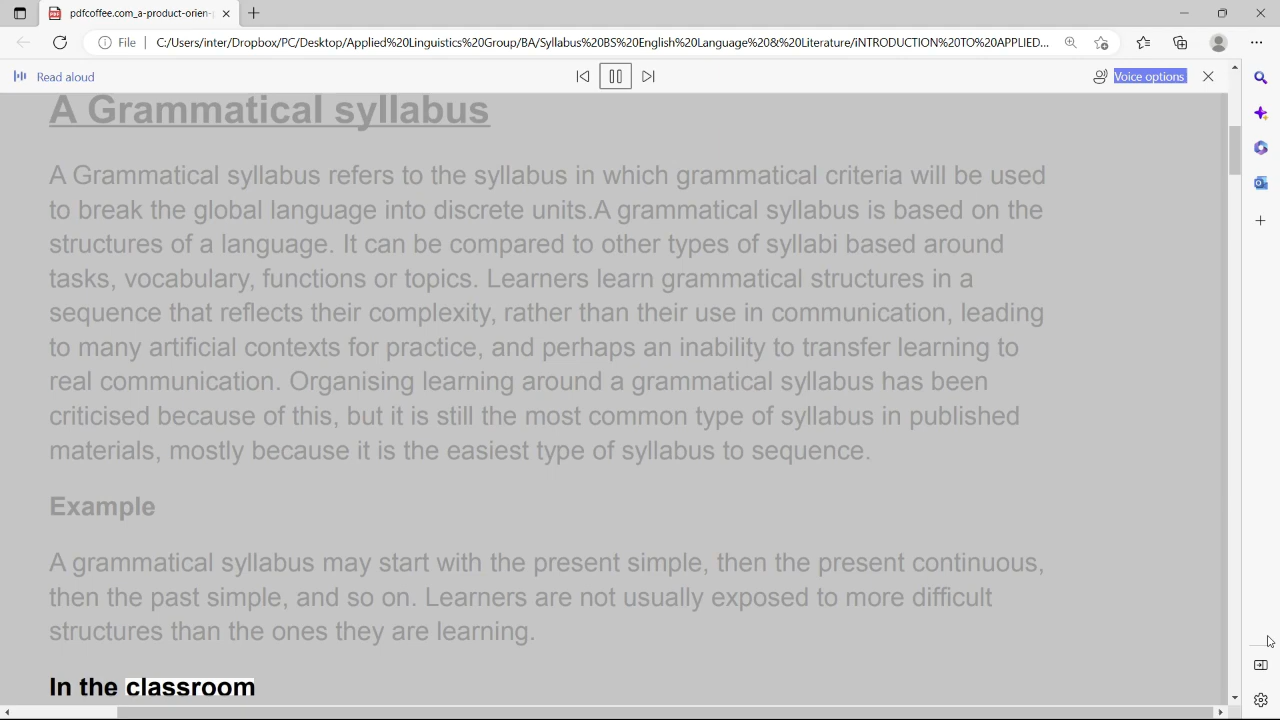 pdfcoffee.com_a-product-orien-
File
C:/Users/inter/Dropbox/PC/Desktop/Applied%20Linguistics%20Group/BA/Syllabus%20BS%20English%20Language%20&%20Literature/iNTRODUCTION%20TO%20APPLIED...
Read aloud
Voice options
A Grammatical syllabus
A Grammatical syllabus refers to the syllabus in which grammatical criteria will be used
to break the global language into discrete units.A grammatical syllabus is based on the
structures of a language. It can be compared to other types of syllabi based around
tasks, vocabulary, functions or topics. Learners learn grammatical structures in a
sequence that reflects their complexity, rather than their use in communication, leading
to many artificial contexts for practice, and perhaps an inability to transfer learning to
real communication. Organising learning around a grammatical syllabus has been
criticised because of this, but it is still the most common type of syllabus in published
materials, mostly because it is the easiest type of syllabus to sequence.
Example
A grammatical syllabus may start with the present simple, then the present continuous,
then the past simple, and so on. Learners are not usually exposed to more difficult
structures than the ones they are learning.
In the classroom